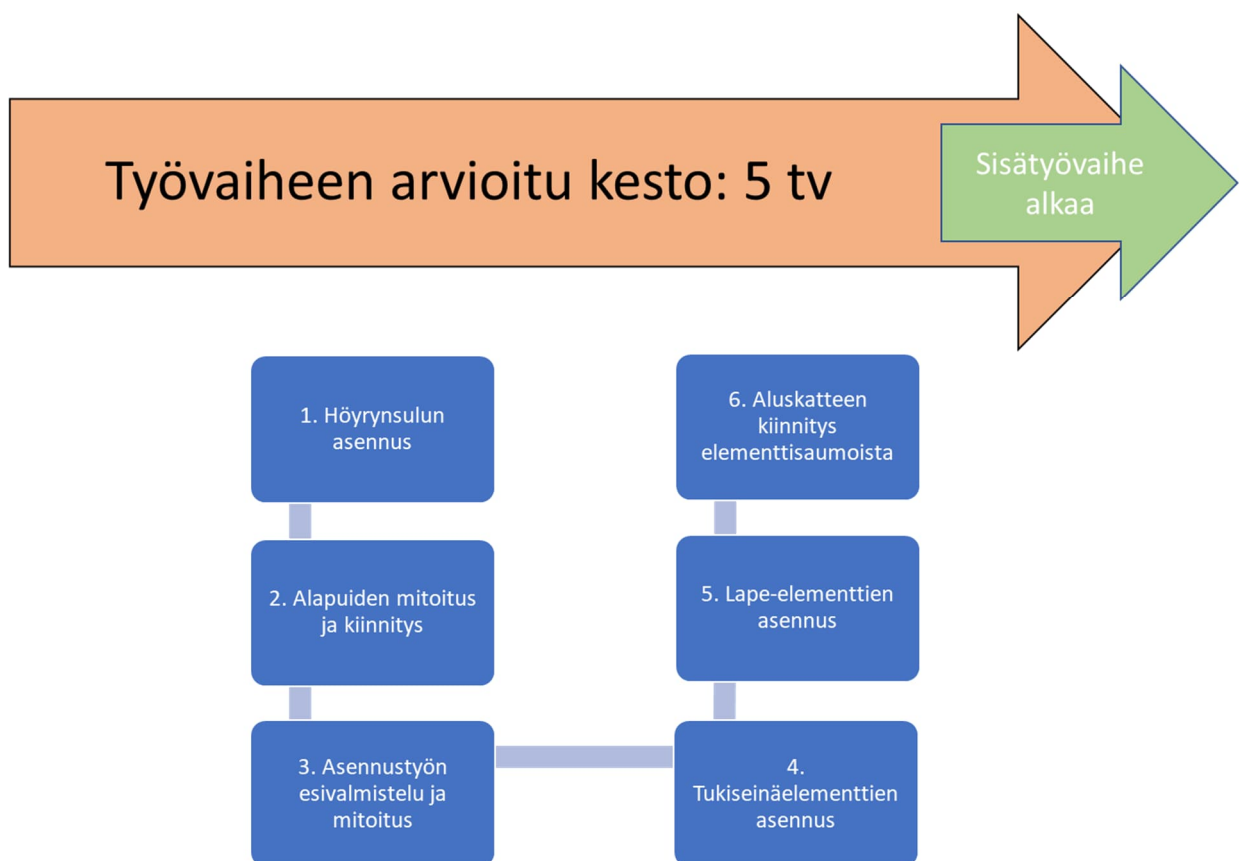 Työvaiheen arvioitu kesto: 5 tv
Sisätyövaihe
alkaa
1. Höyrynsulun
asennus
2. Alapuiden mitoitus
ja kiinnitys
3. Asennustyön
esivalmistelu ja
mitoitus
4.
Tukiseinäelementtien
asennus
5. Lape-elementtien
asennus
6. Aluskatteen
kiinnitys
elementtisaumoista